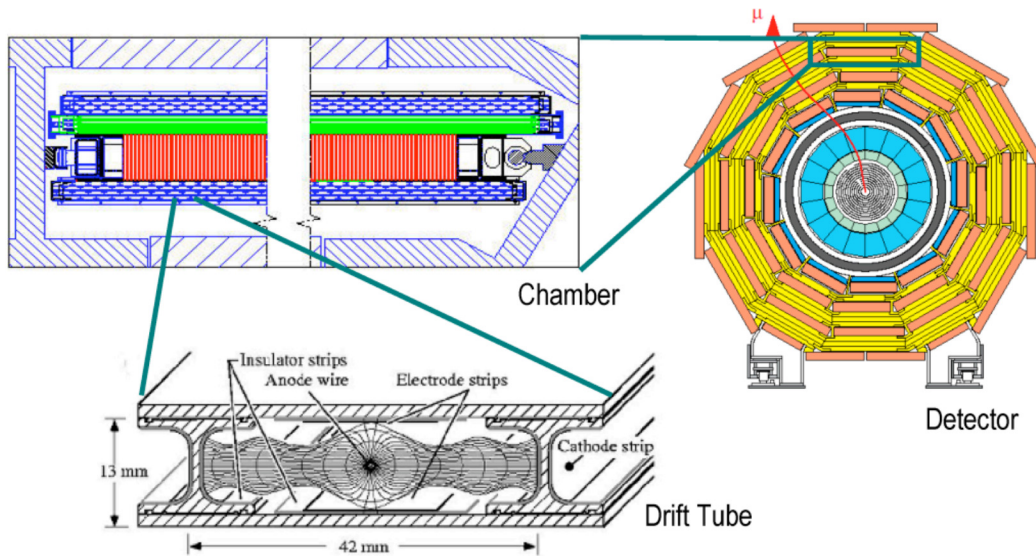 μ
Chamber
Detector
Insulator strips
Anode wire
Electrode strips
Cathode strip
13 mm
Drift Tube
42 mm